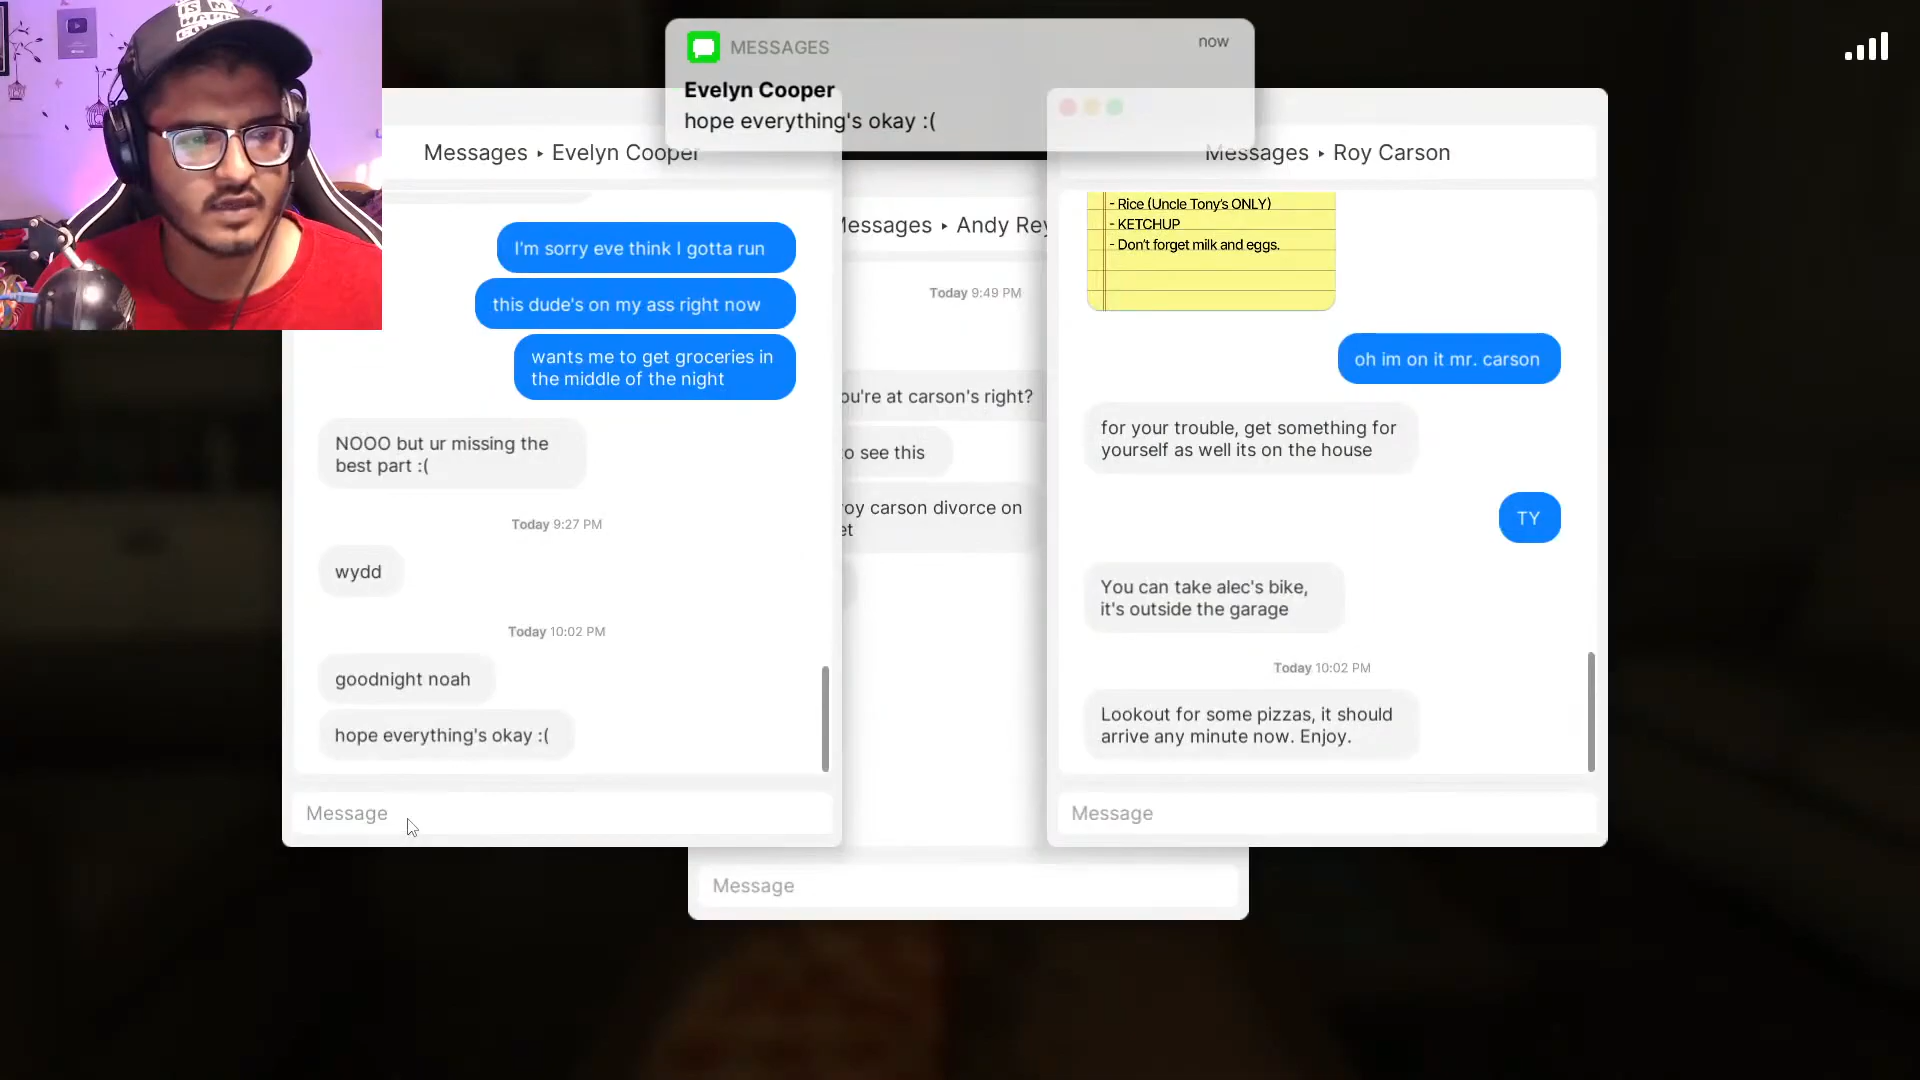 MESSAGES
now
Evelyn Cooper
hope everything's okay :(
Messages ▸ Evelyn Cooper
I'm sorry eve think I gotta run
this dude's on my ass right now
wants me to get groceries in
the middle of the night
NOOO but ur missing the
best part :(
Today 9:27 PM
wydd
Today 10:02 PM
goodnight noah
hope everything's okay :(
Message
Messages ▸ Andy Rey
Today 9:49 PM
ou're at carson's right?
o see this
roy carson divorce on
et
Message
Messages ▸ Roy Carson
- Rice (Uncle Tony's ONLY)
- KETCHUP
- Don't forget milk and eggs.
oh im on it mr. carson
for your trouble, get something for
yourself as well its on the house
TY
You can take alec's bike,
it's outside the garage
Today 10:02 PM
Lookout for some pizzas, it should
arrive any minute now. Enjoy.
Message